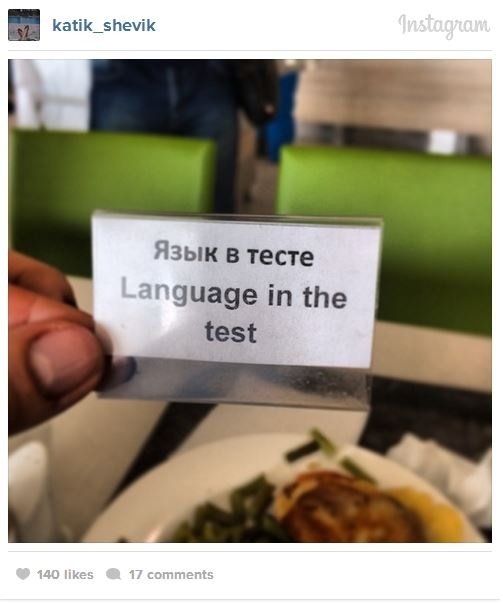 katik_shevik
Instagram
Язык в тесте
Language in the
test
140 likes
17 comments